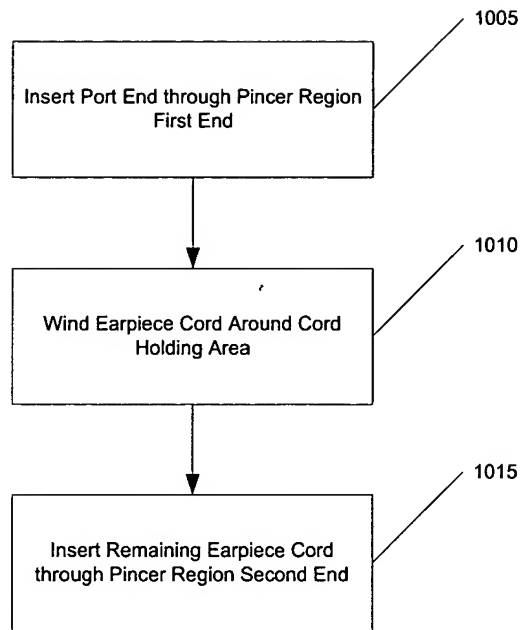 1005
Insert Port End through Pincer Region
First End
1010
Wind Earpiece Cord Around Cord
Holding Area
1015
Insert Remaining Earpiece Cord
through Pincer Region Second End